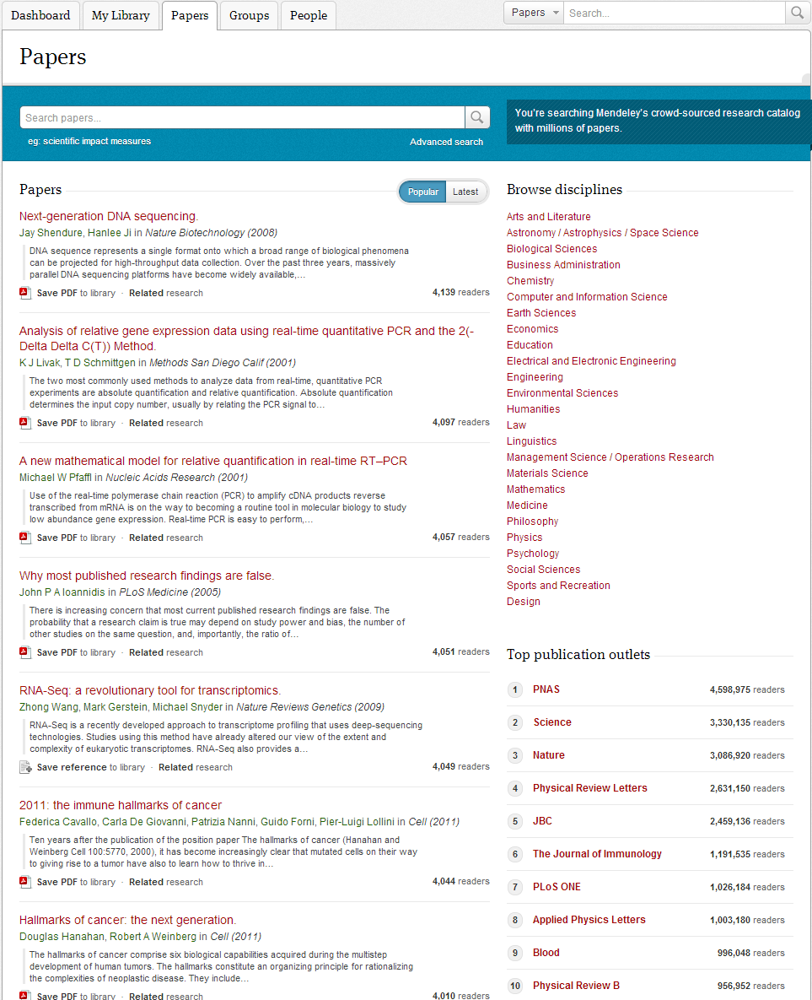 Dashboard
My Library
Papers
Groups
People
Papers
Search...
Papers
Search papers...
eg: scientific impact measures
Advanced search
You're searching Mendeley's crowd-sourced research catalog
with millions of papers.
Papers
Popular
Latest
Next-generation DNA sequencing.
Jay Shendure, Hanlee Ji in Nature Biotechnology (2008)
DNA sequence represents a single format onto which a broad range of biological phenomena
can be projected for high-throughput data collection. Over the past three years, massively
parallel DNA sequencing platforms have become widely available,...
Save PDF to library - Related research
4,139 readers
Analysis of relative gene expression data using real-time quantitative PCR and the 2(-
Delta Delta C(T)) Method.
K J Livak, T D Schmittgen in Methods San Diego Calif (2001)
The two most commonly used methods to analyze data from real-time, quantitative PCR
experiments are absolute quantification and relative quantification. Absolute quantification
determines the input copy number, usually by relating the PCR signal to...
Save PDF to library - Related research
4,097 readers
A new mathematical model for relative quantification in real-time RT–PCR
Michael W Pfaffl in Nucleic Acids Research (2001)
Use of the real-time polymerase chain reaction (PCR) to amplify cDNA products reverse
transcribed from mRNA is on the way to becoming a routine tool in molecular biology to study
low abundance gene expression. Real-time PCR is easy to perform,...
Save PDF to library - Related research
4,057 readers
Why most published research findings are false.
John P A Ioannidis in PLoS Medicine (2005)
There is increasing concern that most current published research findings are false. The
probability that a research claim is true may depend on study power and bias, the number of
other studies on the same question, and, importantly, the ratio of...
Save PDF to library - Related research
4,051 readers
RNA-Seq: a revolutionary tool for transcriptomics.
Zhong Wang, Mark Gerstein, Michael Snyder in Nature Reviews Genetics (2009)
RNA-Seq is a recently developed approach to transcriptome profiling that uses deep-sequencing
technologies. Studies using this method have already altered our view of the extent and
complexity of eukaryotic transcriptomes. RNA-Seq also provides a...
Save reference to library - Related research
4,049 readers
2011: the immune hallmarks of cancer
Federica Cavallo, Carla De Giovanni, Patrizia Nanni, Guido Forni, Pier-Luigi Lollini in Cell (2011)
Ten years after the publication of the position paper The hallmarks of cancer (Hanahan and
Weinberg Cell 100:5770, 2000), it has become increasingly clear that mutated cells on their way
to giving rise to a tumor have also to learn how to thrive in...
Save PDF to library - Related research
4,044 readers
Hallmarks of cancer: the next generation.
Douglas Hanahan, Robert A Weinberg in Cell (2011)
The hallmarks of cancer comprise six biological capabilities acquired during the multistep
development of human tumors. The hallmarks constitute an organizing principle for rationalizing
the complexities of neoplastic disease. They include...
Save PDF to library - Related research
4,010 readers
Browse disciplines
Arts and Literature
Astronomy / Astrophysics / Space Science
Biological Sciences
Business Administration
Chemistry
Computer and Information Science
Earth Sciences
Economics
Education
Electrical and Electronic Engineering
Engineering
Environmental Sciences
Humanities
Law
Linguistics
Management Science / Operations Research
Materials Science
Mathematics
Medicine
Philosophy
Physics
Psychology
Social Sciences
Sports and Recreation
Design
Top publication outlets
1 PNAS 4,598,975 readers
2 Science 3,330,135 readers
3 Nature 3,086,920 readers
4 Physical Review Letters 2,631,150 readers
5 JBC 2,459,136 readers
6 The Journal of Immunology 1,191,535 readers
7 PLoS ONE 1,026,184 readers
8 Applied Physics Letters 1,003,180 readers
9 Blood 996,048 readers
10 Physical Review B 956,952 readers